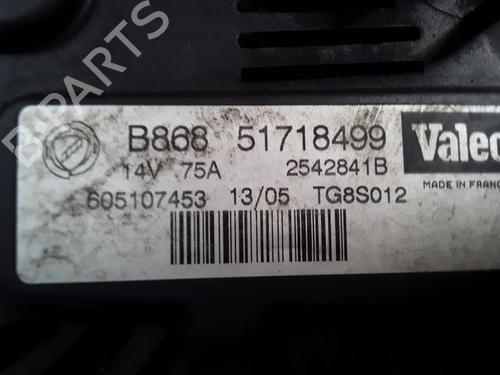 B-PARTS
B868 51718499 Valeo
14V 75A 2542841B MADE IN FRANCE
605107453 13/05 TG8S012